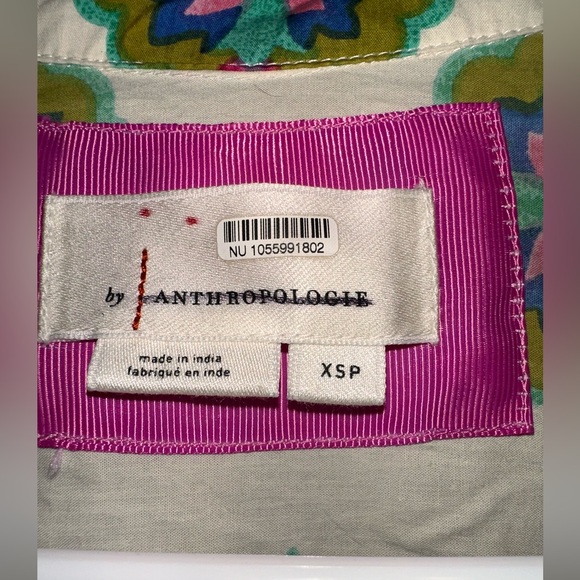 NU 1055991802
by ANTHROPOLOGIE
made in india
fabriqué en inde
XSP